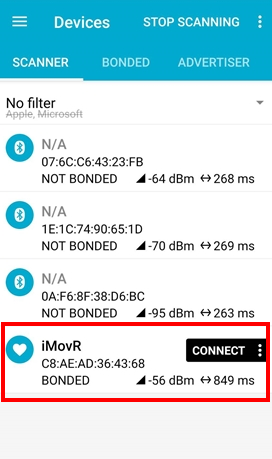 Devices STOP SCANNING
SCANNER BONDED ADVERTISER
No filter
Apple, Microsoft
N/A
07:6C:C6:43:23:FB
NOT BONDED -64 dBm ↔268 ms
N/A
1E:1C:74:90:65:1D
NOT BONDED -70 dBm ↔269 ms
N/A
0A:F6:8F:38:D6:BC
NOT BONDED -95 dBm ↔263 ms
iMovR CONNECT
C8:AE:AD:36:43:68
BONDED -56 dBm ↔849 ms